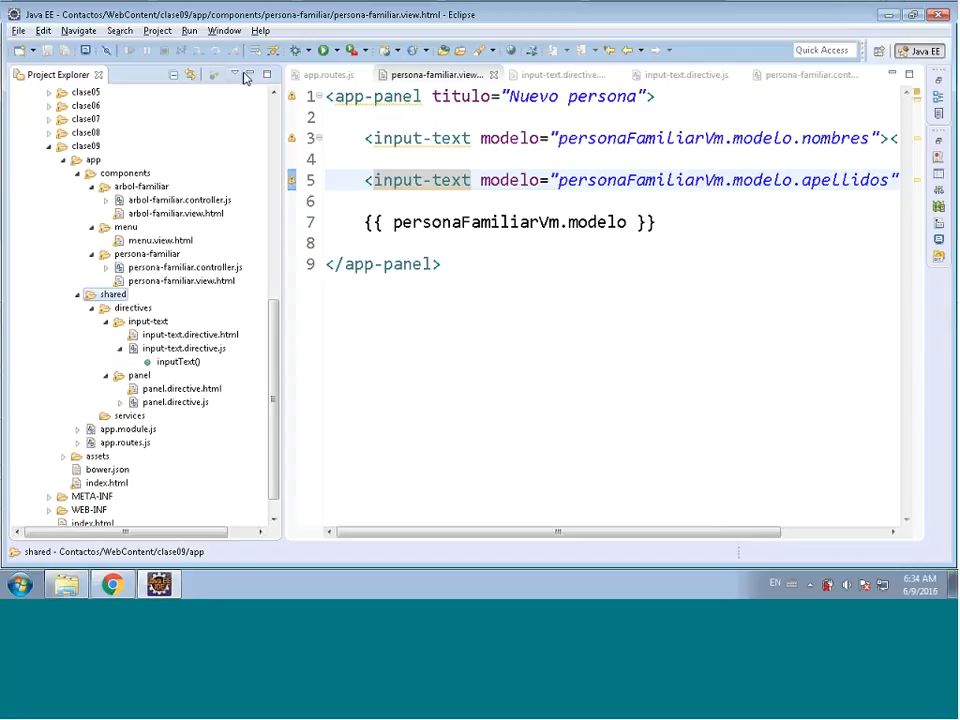 Java EE - Contactos/WebContent/clase09/app/components/persona-familiar/persona-familiar.view.html - Eclipse
File Edit Navigate Search Project Run Window Help
Quick Access Java EE
Project Explorer
app.routes.js persona-familiar.view... input-text.directive.... input-text.directive.js persona-familiar.cont...
clase05
clase06
clase07
clase08
clase09
app
components
arbol-familiar
arbol-familiar.controller.js
arbol-familiar.view.html
menu
menu.view.html
persona-familiar
persona-familiar.controller.js
persona-familiar.view.html
shared
directives
input-text
input-text.directive.html
input-text.directive.js
inputText()
panel
panel.directive.html
panel.directive.js
services
app.module.js
app.routes.js
assets
bower.json
index.html
META-INF
WEB-INF
index.html
1 <app-panel titulo="Nuevo persona">
2
3 <input-text modelo="personaFamiliarVm.modelo.nombres"><
4
5 <input-text modelo="personaFamiliarVm.modelo.apellidos"
6
7 {{ personaFamiliarVm.modelo }}
8
9 </app-panel>
shared - Contactos/WebContent/clase09/app
EN
6:34 AM
6/9/2016